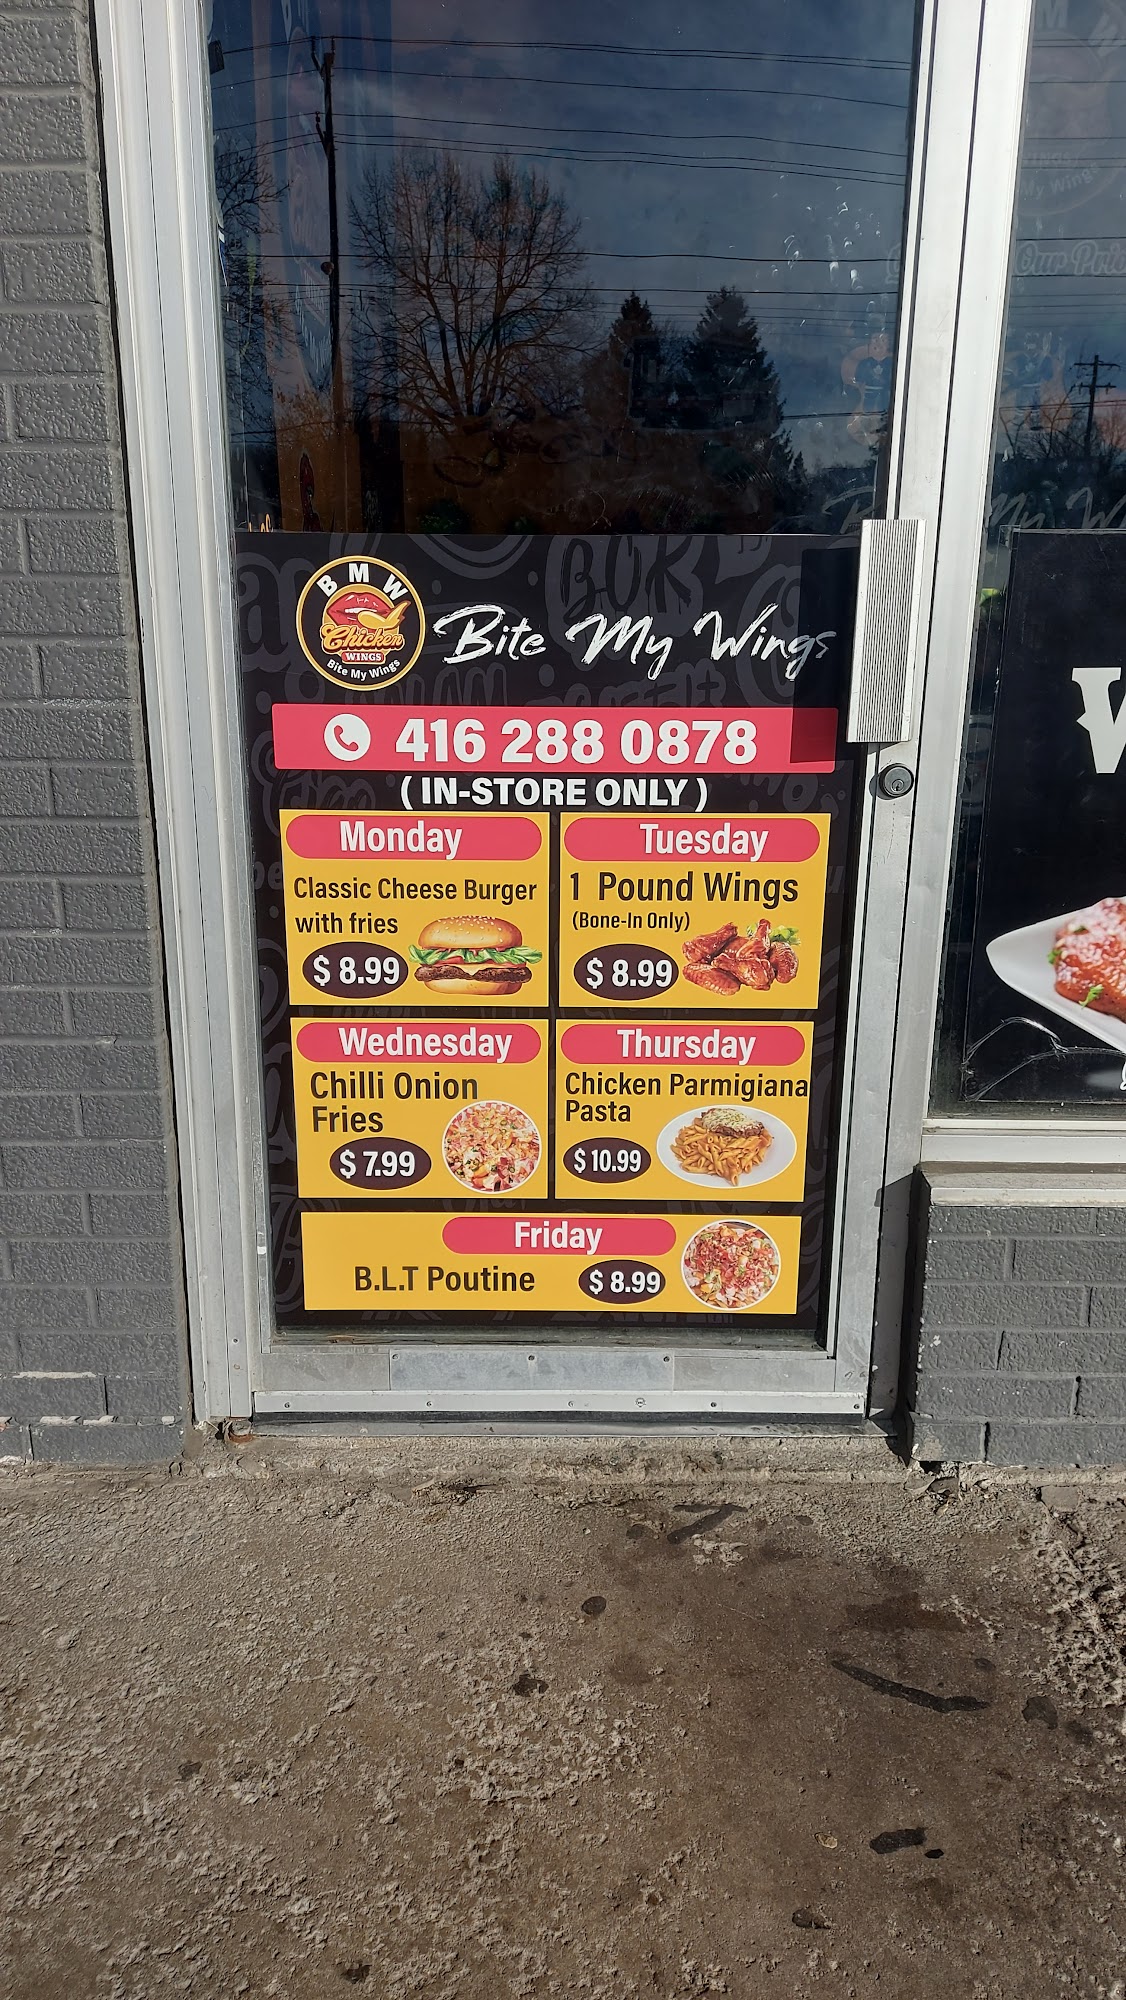 BMW
Chicken
WINGS
Bite My Wings
Bite My Wings
416 288 0878
( IN-STORE ONLY )
Monday
Classic Cheese Burger
with fries
$ 8.99
Tuesday
1 Pound Wings
(Bone-In Only)
$ 8.99
Wednesday
Chilli Onion
Fries
$ 7.99
Thursday
Chicken Parmigiana
Pasta
$ 10.99
Friday
B.L.T Poutine
$ 8.99